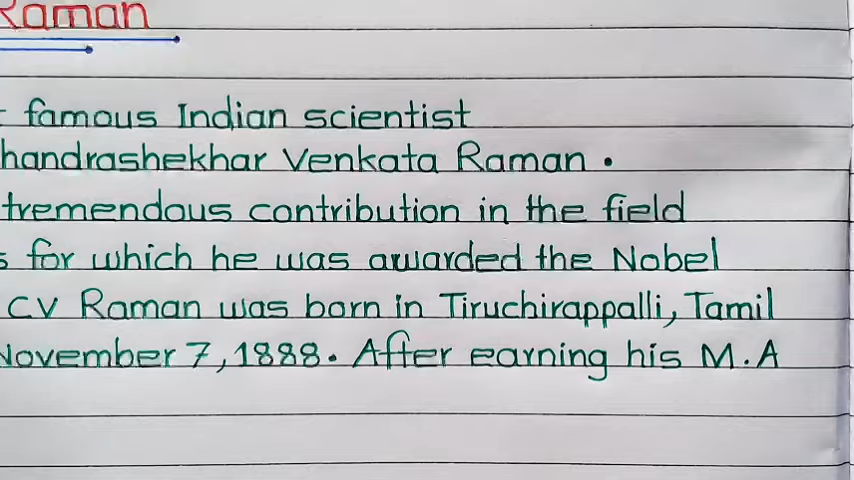 Raman
famous Indian scientist
handrashekhar Venkata Raman .
tremendous contribution in the field
s for which he was awarded the Nobel
CV Raman was born in Tiruchirappalli, Tamil
November 7, 1888. After earning his M.A